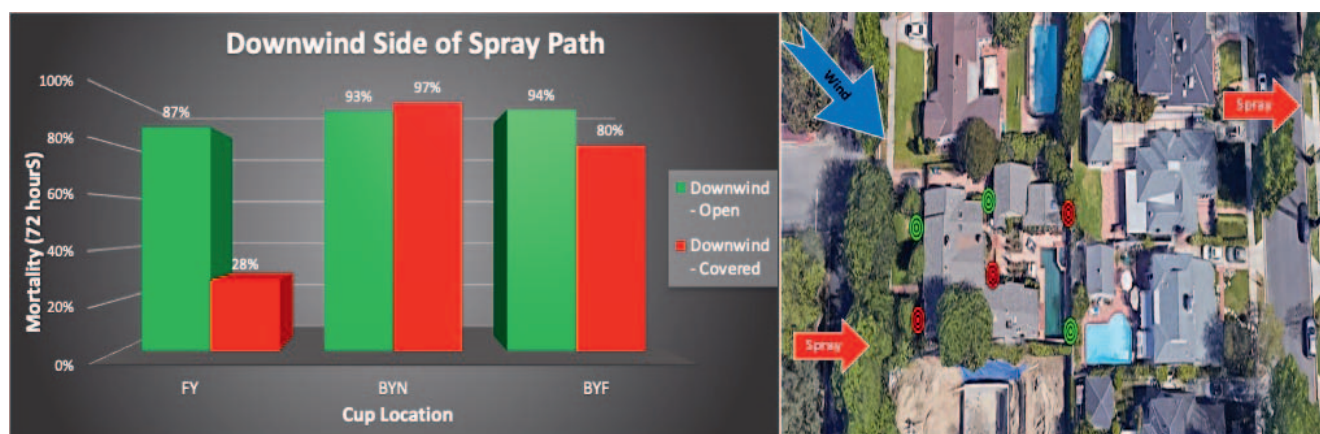 Downwind Side of Spray Path
Mortality (72 hourS)
100%
80%
60%
40%
20%
0%
87%
28%
93%
97%
94%
80%
FY
BYN
BYF
Cup Location
Downwind
- Open
Downwind
- Covered
Wind
Spray
Spray